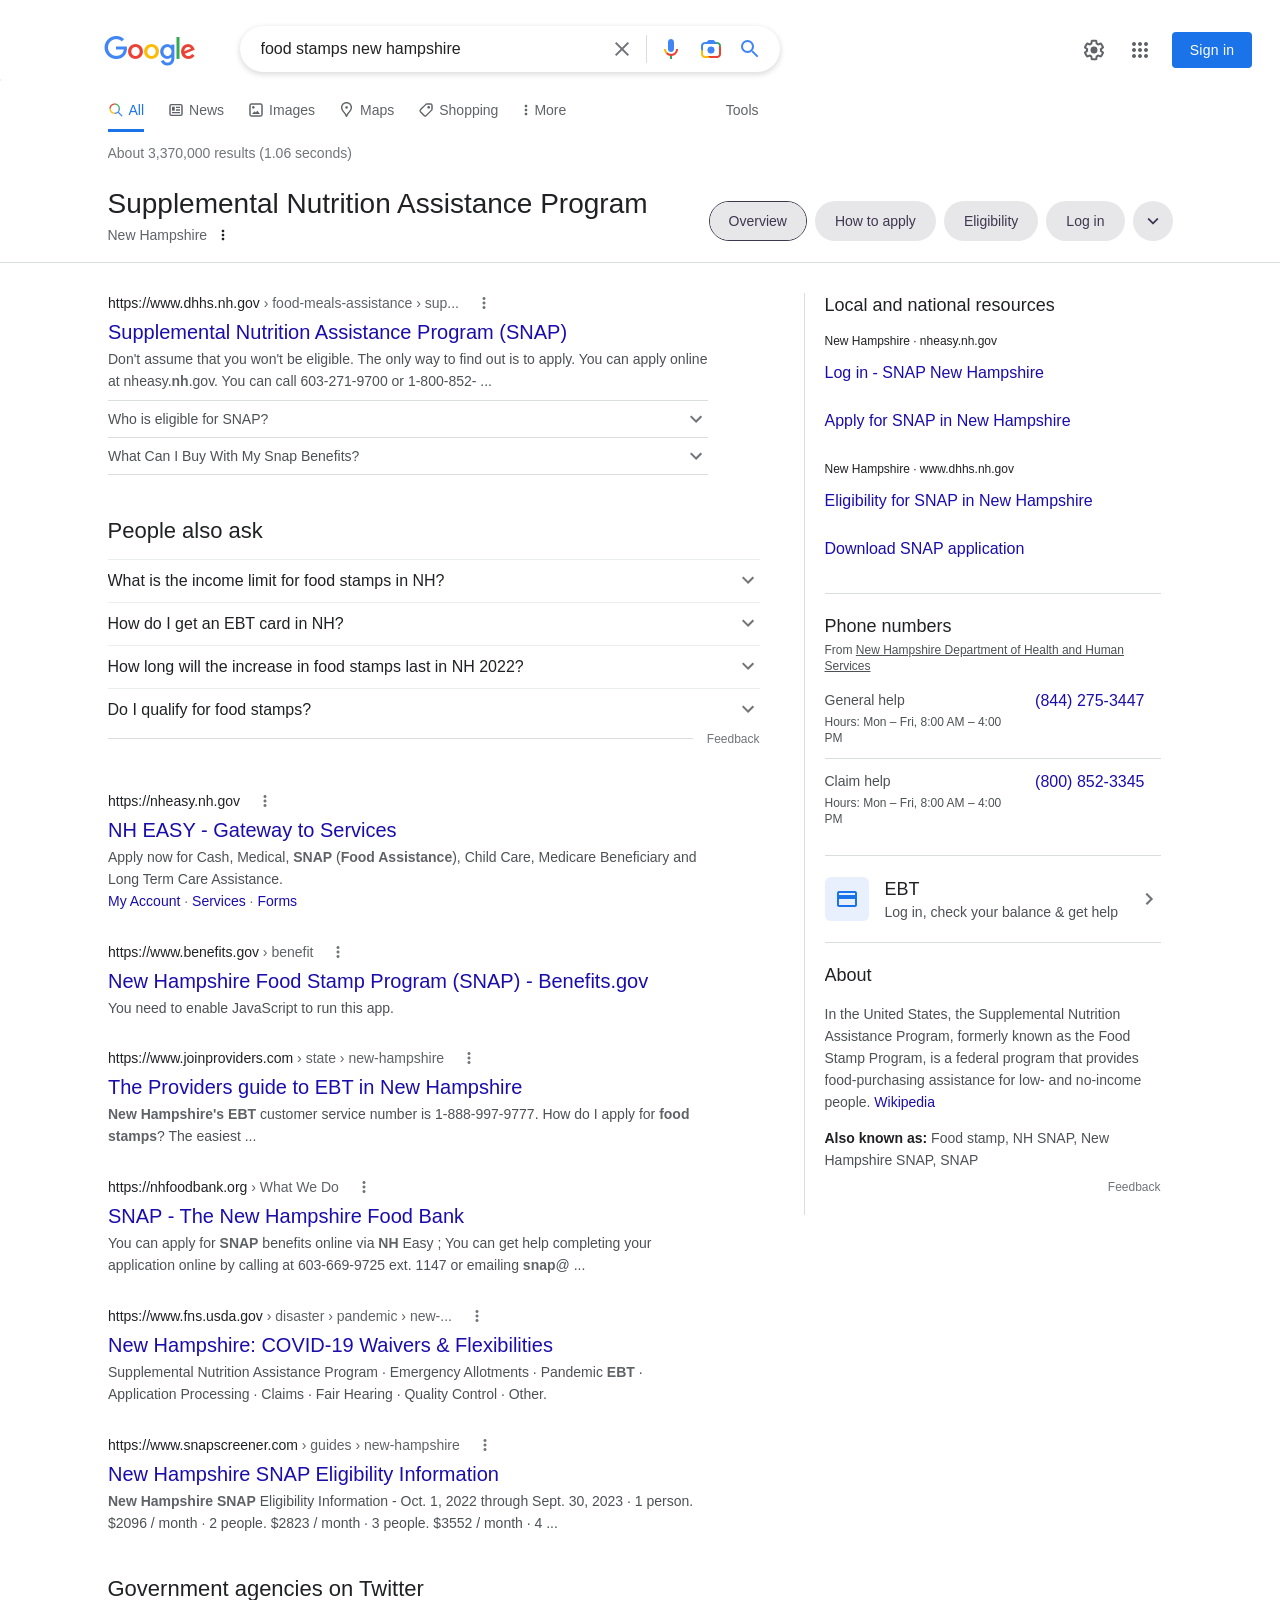 Google
food stamps new hampshire
Sign in
All
News
Images
Maps
Shopping
More
Tools
About 3,370,000 results (1.06 seconds)
Supplemental Nutrition Assistance Program
New Hampshire
Overview
How to apply
Eligibility
Log in
https://www.dhhs.nh.gov › food-meals-assistance › sup...
Supplemental Nutrition Assistance Program (SNAP)
Don't assume that you won't be eligible. The only way to find out is to apply. You can apply online
at nheasy.nh.gov. You can call 603-271-9700 or 1-800-852- ...
Who is eligible for SNAP?
What Can I Buy With My Snap Benefits?
People also ask
What is the income limit for food stamps in NH?
How do I get an EBT card in NH?
How long will the increase in food stamps last in NH 2022?
Do I qualify for food stamps?
Feedback
https://nheasy.nh.gov
NH EASY - Gateway to Services
Apply now for Cash, Medical, SNAP (Food Assistance), Child Care, Medicare Beneficiary and
Long Term Care Assistance.
My Account · Services · Forms
https://www.benefits.gov › benefit
New Hampshire Food Stamp Program (SNAP) - Benefits.gov
You need to enable JavaScript to run this app.
https://www.joinproviders.com › state › new-hampshire
The Providers guide to EBT in New Hampshire
New Hampshire's EBT customer service number is 1-888-997-9777. How do I apply for food
stamps? The easiest ...
https://nhfoodbank.org › What We Do
SNAP - The New Hampshire Food Bank
You can apply for SNAP benefits online via NH Easy ; You can get help completing your
application online by calling at 603-669-9725 ext. 1147 or emailing snap@ ...
https://www.fns.usda.gov › disaster › pandemic › new-...
New Hampshire: COVID-19 Waivers & Flexibilities
Supplemental Nutrition Assistance Program · Emergency Allotments · Pandemic EBT ·
Application Processing · Claims · Fair Hearing · Quality Control · Other.
https://www.snapscreener.com › guides › new-hampshire
New Hampshire SNAP Eligibility Information
New Hampshire SNAP Eligibility Information - Oct. 1, 2022 through Sept. 30, 2023 · 1 person.
$2096 / month · 2 people. $2823 / month · 3 people. $3552 / month · 4 ...
Government agencies on Twitter
Local and national resources
New Hampshire · nheasy.nh.gov
Log in - SNAP New Hampshire
Apply for SNAP in New Hampshire
New Hampshire · www.dhhs.nh.gov
Eligibility for SNAP in New Hampshire
Download SNAP application
Phone numbers
From New Hampshire Department of Health and Human
Services
General help
(844) 275-3447
Hours: Mon – Fri, 8:00 AM – 4:00
PM
Claim help
(800) 852-3345
Hours: Mon – Fri, 8:00 AM – 4:00
PM
EBT
Log in, check your balance & get help
About
In the United States, the Supplemental Nutrition
Assistance Program, formerly known as the Food
Stamp Program, is a federal program that provides
food-purchasing assistance for low- and no-income
people. Wikipedia
Also known as: Food stamp, NH SNAP, New
Hampshire SNAP, SNAP
Feedback